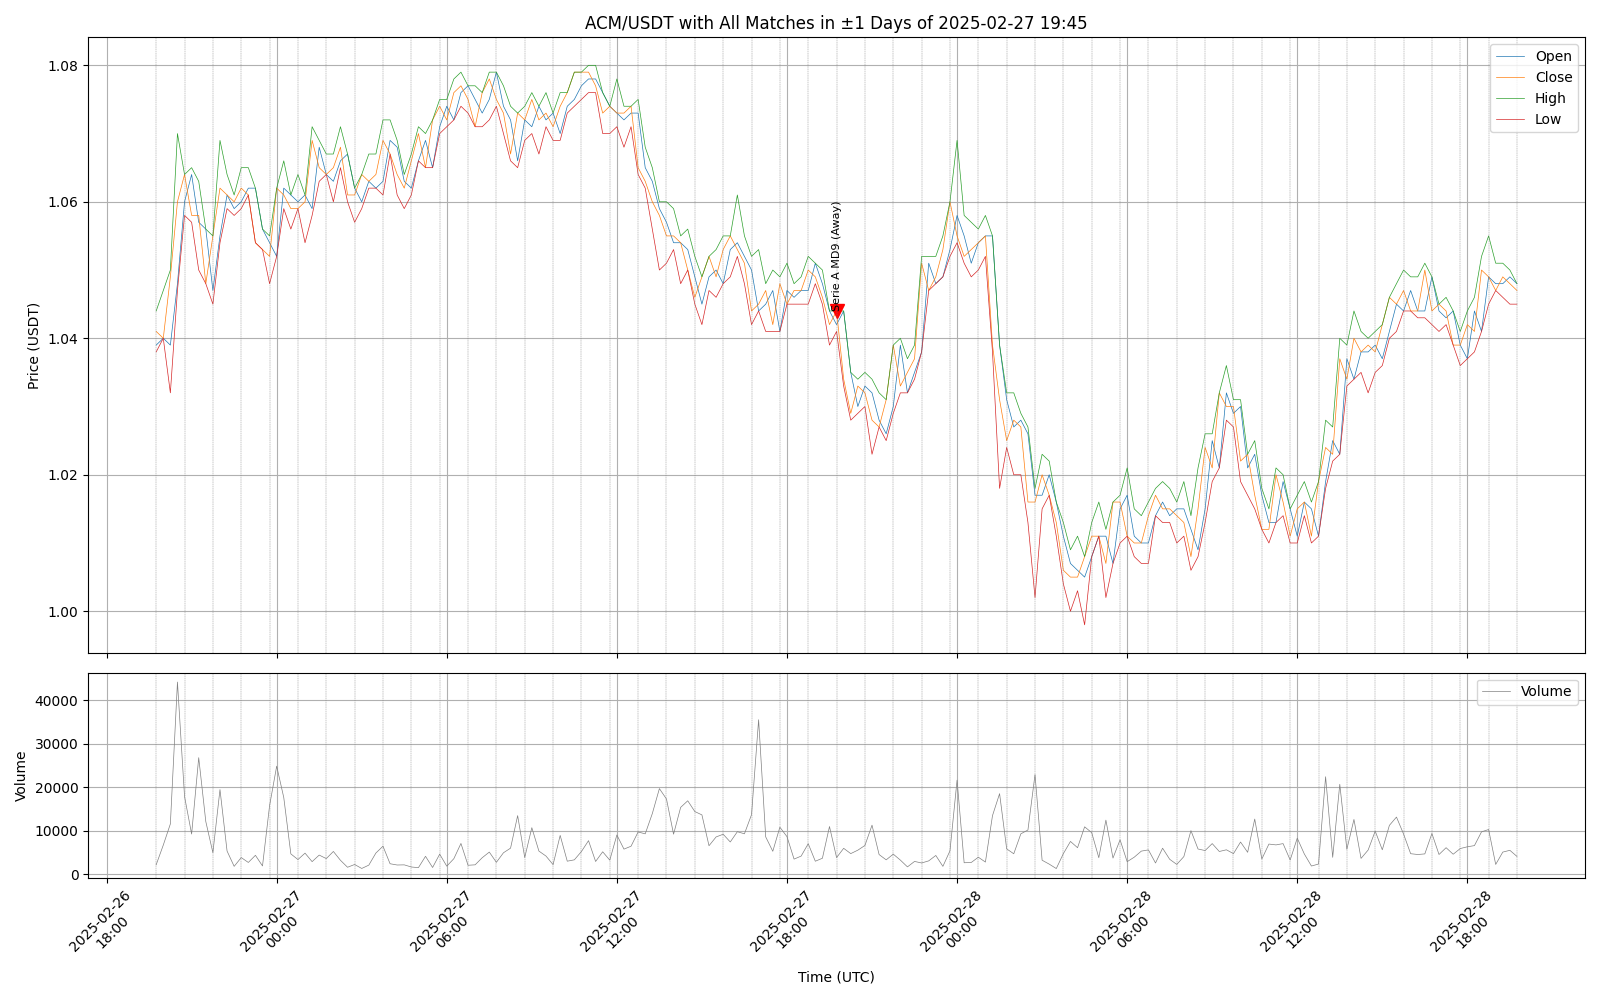 ACM/USDT with All Matches in ±1 Days of 2025-02-27 19:45
Open
Close
High
Low
1.08
1.06
1.04
1.02
1.00
Price (USDT)
Serie A MD9 (Away)
Volume
40000
30000
20000
10000
0
Volume
2025-02-26
18:00
2025-02-27
00:00
2025-02-27
06:00
2025-02-27
12:00
2025-02-27
18:00
2025-02-28
00:00
2025-02-28
06:00
2025-02-28
12:00
2025-02-28
18:00
Time (UTC)